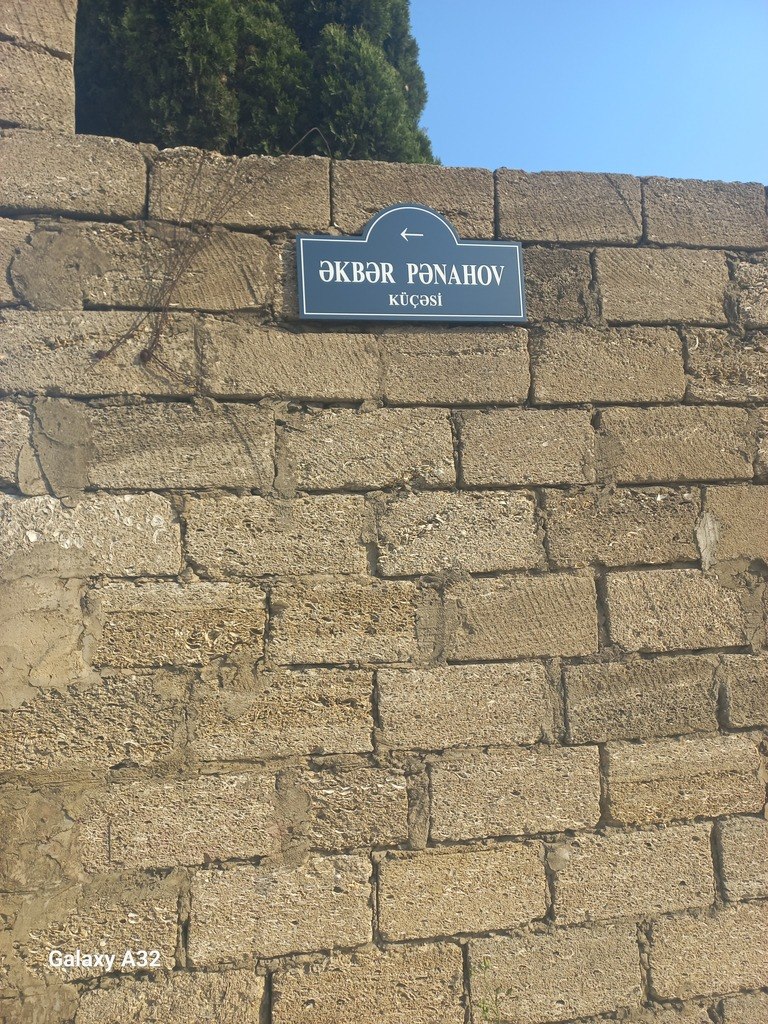 ←
ƏKBƏR PƏNAHOV
KÜÇƏSİ
Galaxy A32